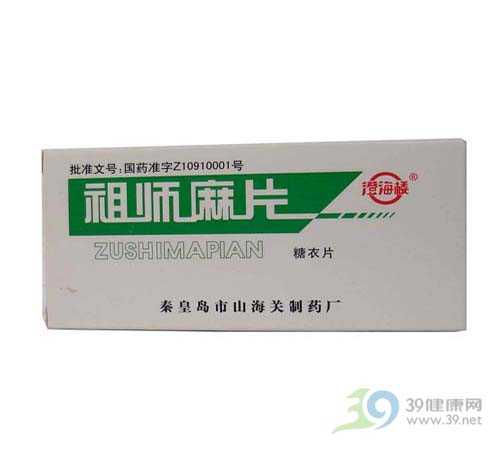 批准文号:国药准字Z10910001号
祖师麻片
澄海楼®
ZUSHIMAPIAN
糖衣片
秦皇岛市山海关制药厂
39健康网
www.39.net